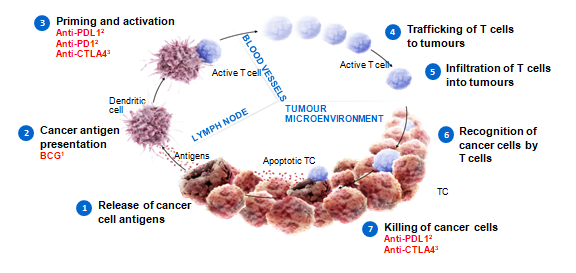 3 Priming and activation
Anti-PDL1²
Anti-PD1²
Anti-CTLA4³
Active T cell
BLOOD VESSELS
4 Trafficking of T cells
to tumours
Active T cell
5 Infiltration of T cells
into tumours
Dendritic
cell
LYMPH NODE
TUMOUR
MICROENVIRONMENT
2 Cancer antigen
presentation
BCG¹
Antigens
Apoptotic TC
6 Recognition of
cancer cells by
T cells
TC
1 Release of cancer
cell antigens
7 Killing of cancer cells
Anti-PDL1²
Anti-CTLA4³